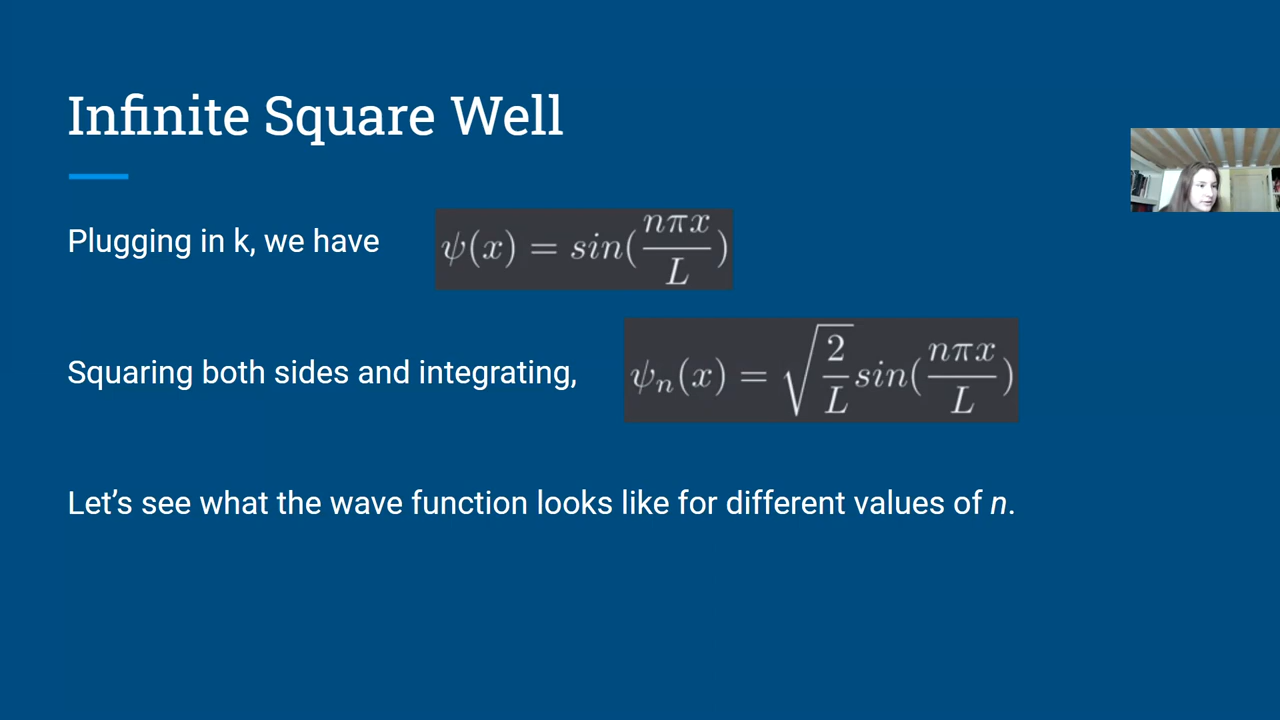 Infinite Square Well
Plugging in k, we have ψ(x) = sin(nπx/L)
Squaring both sides and integrating, ψₙ(x) = √(2/L) sin(nπx/L)
Let’s see what the wave function looks like for different values of n.